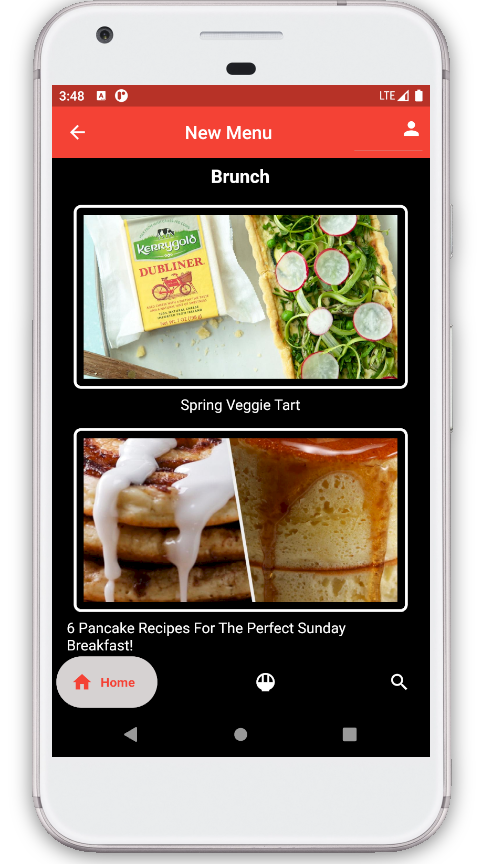 3:48
LTE
New Menu
Brunch
Kerrygold
DUBLINER
Spring Veggie Tart
6 Pancake Recipes For The Perfect Sunday
Breakfast!
Home